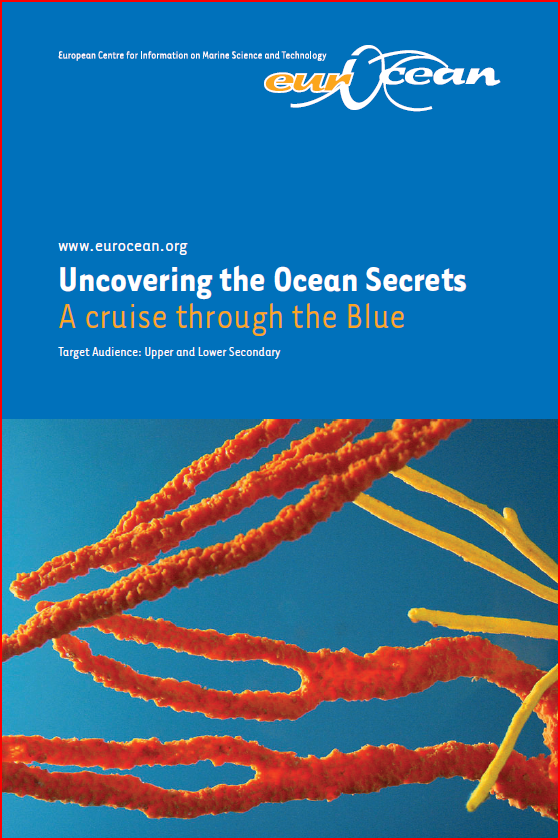 European Centre for Information on Marine Science and Technology
eurOcean
www.eurocean.org
Uncovering the Ocean Secrets
A cruise through the Blue
Target Audience: Upper and Lower Secondary